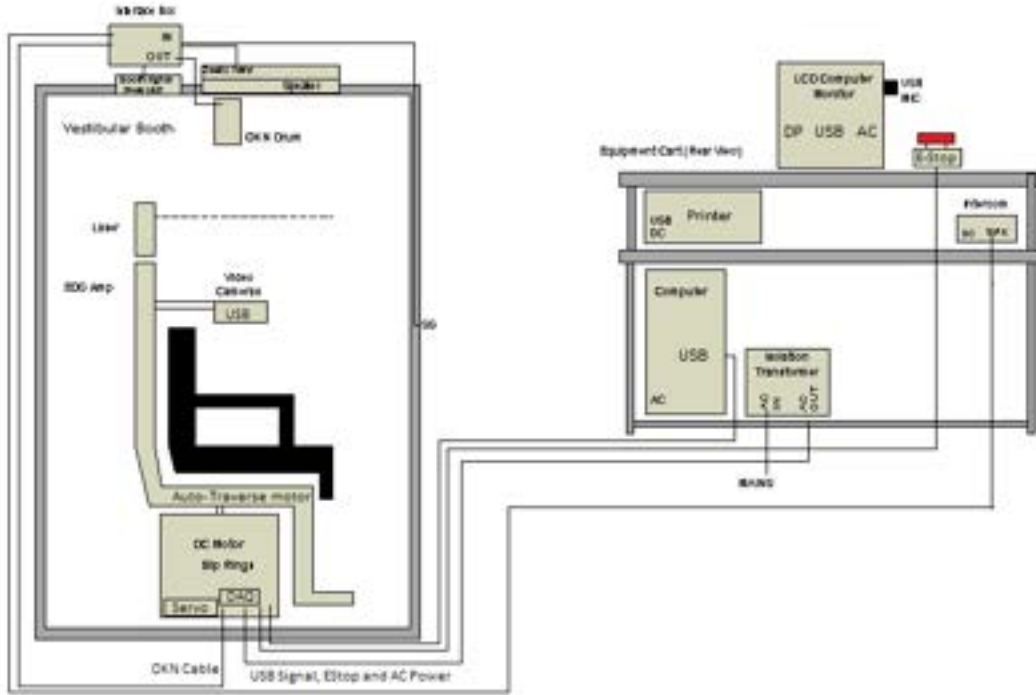 Interface Box
IN
OUT
Speaker
OKN Drum
Vestibular Booth
Laser
EOG Amp
Video
Cameras
USB
Auto-Traverse motor
DC Motor
Slip Rings
DAQ
Servo
OKN Cable
USB Signal, EStop and AC Power
LCD Computer
Monitor
DP USB AC
USB
MIC
E-Stop
Equipment Cart (Rear View)
Printer
USB
DC
Intercom
SPK
Computer
USB
AC
Isolation
Transformer
AC
IN
AC
OUT
MAINS